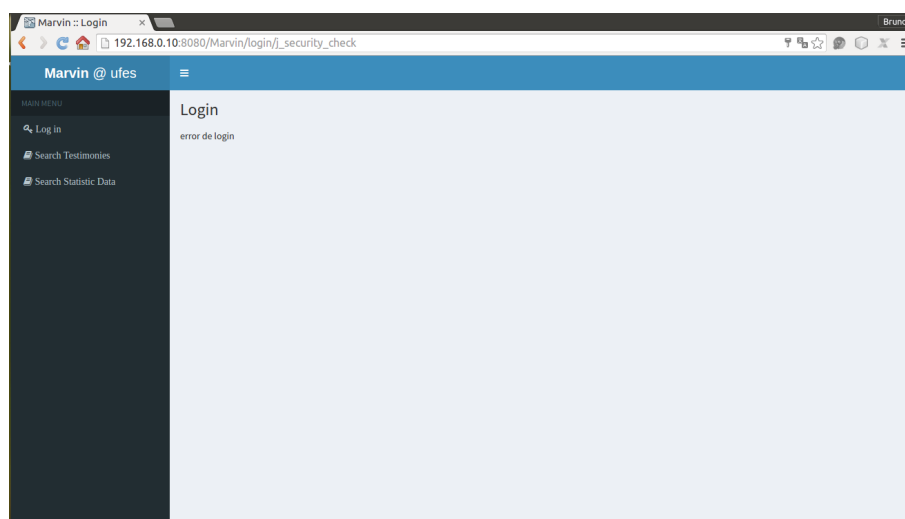 Marvin :: Login
Bruno
192.168.0.10:8080/Marvin/login/j_security_check
Marvin @ ufes
MAIN MENU
Log in
Search Testimonies
Search Statistic Data
Login
error de login